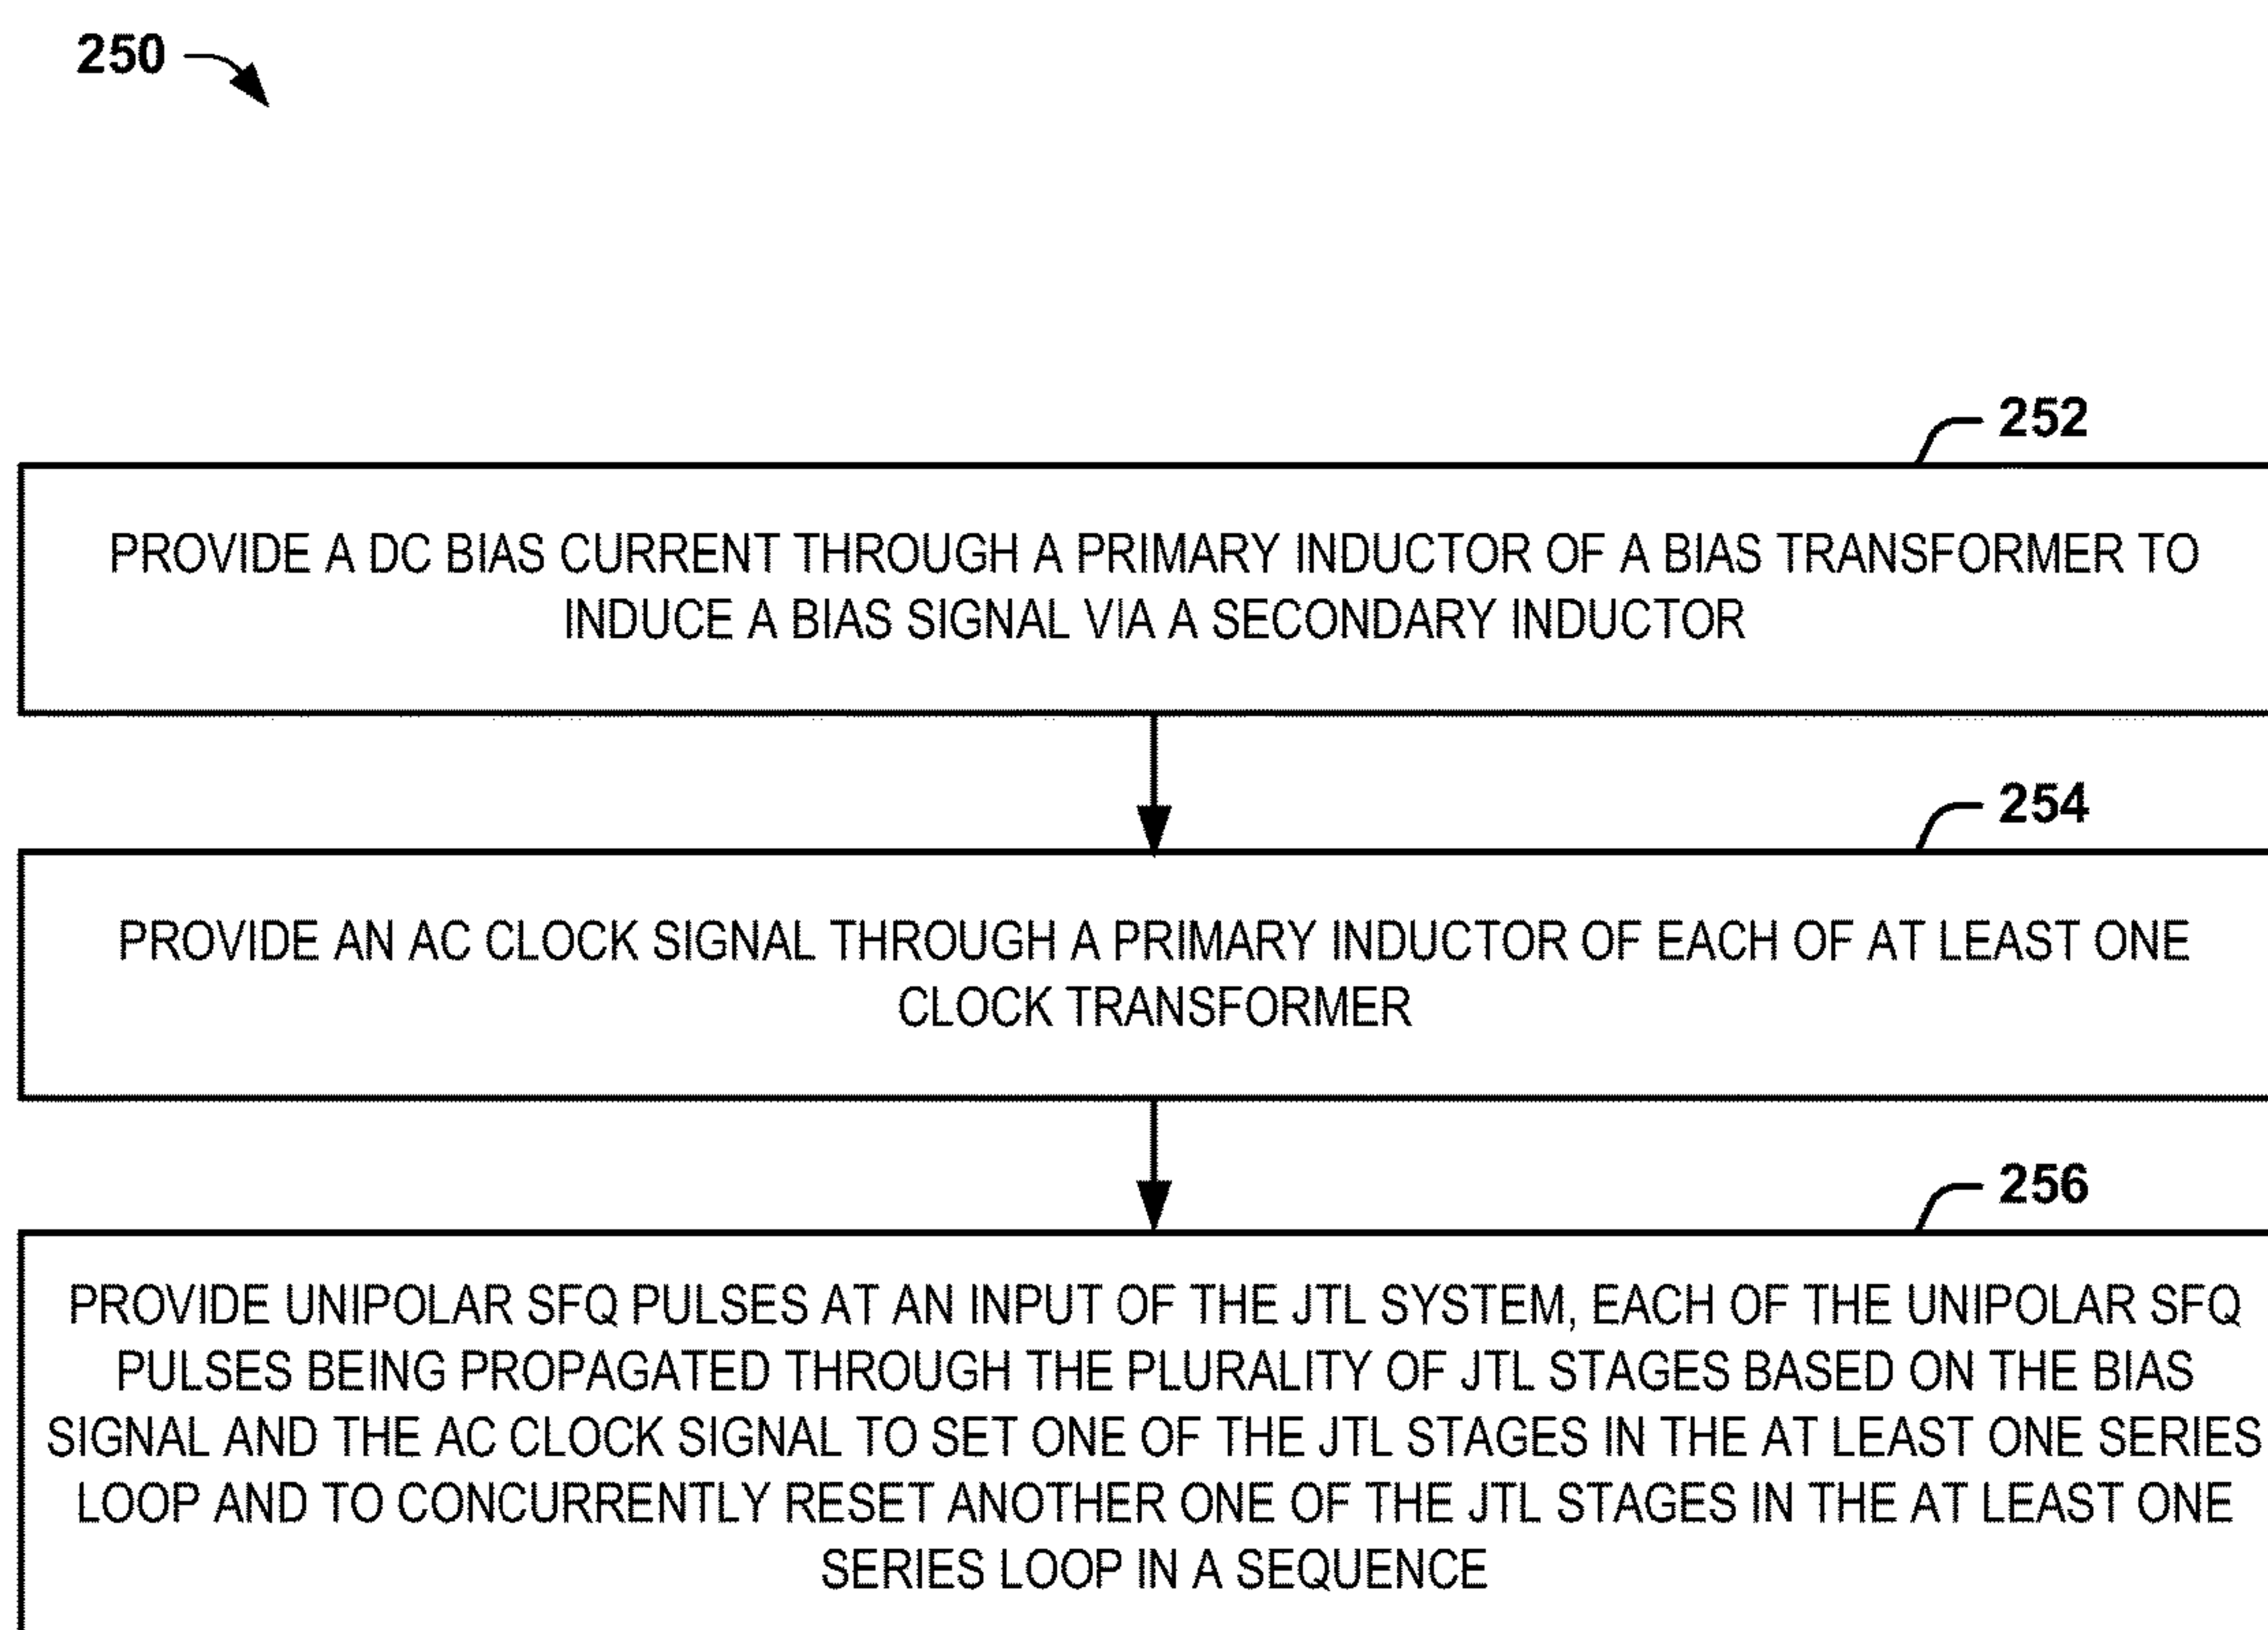 250
252
PROVIDE A DC BIAS CURRENT THROUGH A PRIMARY INDUCTOR OF A BIAS TRANSFORMER TO
INDUCE A BIAS SIGNAL VIA A SECONDARY INDUCTOR
254
PROVIDE AN AC CLOCK SIGNAL THROUGH A PRIMARY INDUCTOR OF EACH OF AT LEAST ONE
CLOCK TRANSFORMER
256
PROVIDE UNIPOLAR SFQ PULSES AT AN INPUT OF THE JTL SYSTEM, EACH OF THE UNIPOLAR SFQ
PULSES BEING PROPAGATED THROUGH THE PLURALITY OF JTL STAGES BASED ON THE BIAS
SIGNAL AND THE AC CLOCK SIGNAL TO SET ONE OF THE JTL STAGES IN THE AT LEAST ONE SERIES
LOOP AND TO CONCURRENTLY RESET ANOTHER ONE OF THE JTL STAGES IN THE AT LEAST ONE
SERIES LOOP IN A SEQUENCE